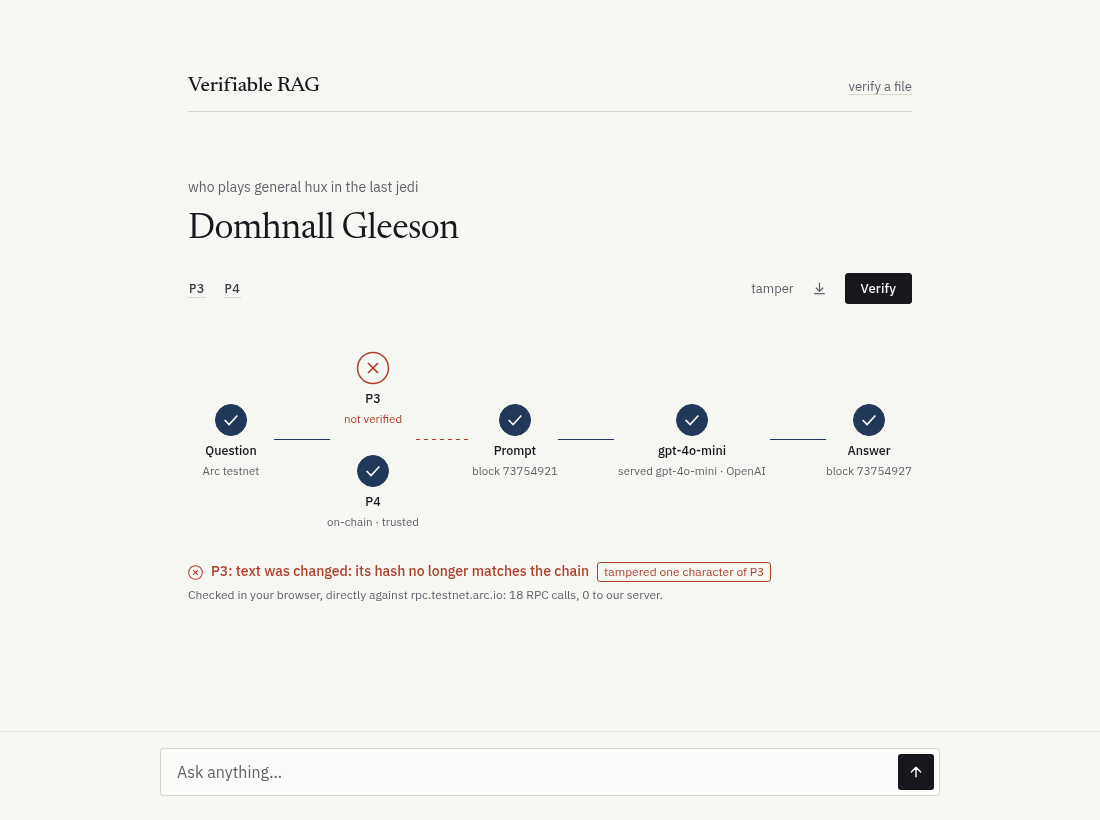 Verifiable RAG
verify a file
who plays general hux in the last jedi
Domhnall Gleeson
P3 P4
tamper
Verify
P3
not verified
Question
Arc testnet
P4
on-chain · trusted
Prompt
block 73754921
gpt-4o-mini
served gpt-4o-mini · OpenAI
Answer
block 73754927
P3: text was changed: its hash no longer matches the chain
tampered one character of P3
Checked in your browser, directly against rpc.testnet.arc.io: 18 RPC calls, 0 to our server.
Ask anything...